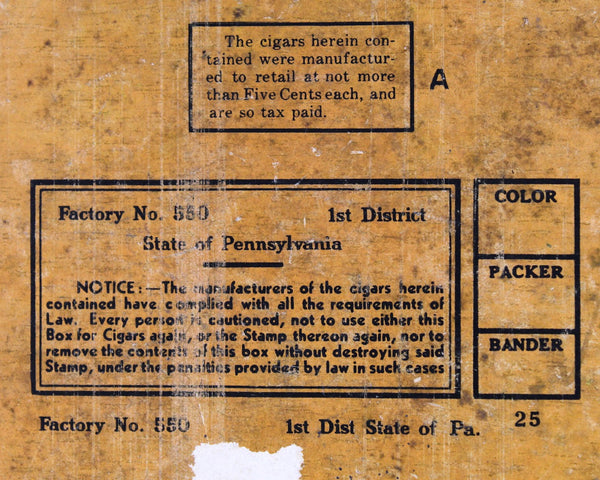 The cigars herein con-
tained were manufactur-
ed to retail at not more
than Five Cents each, and
are so tax paid.
A
Factory No. 550 1st District
State of Pennsylvania
NOTICE:—The manufacturers of the cigars herein
contained have complied with all the requirements of
Law. Every person is cautioned, not to use either this
Box for Cigars again, or the Stamp thereon again, nor to
remove the contents of this box without destroying said
Stamp, under the penalties provided by law in such cases
COLOR
PACKER
BANDER
Factory No. 550 1st Dist State of Pa. 25